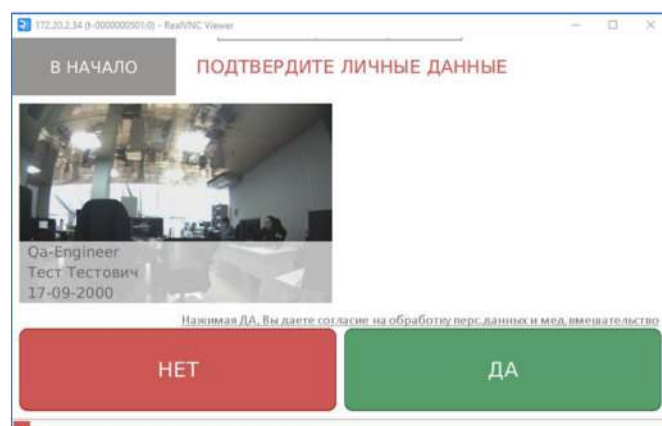 172.20.2.34 (t-0000000501:0) - RealVNC Viewer
В НАЧАЛО
ПОДТВЕРДИТЕ ЛИЧНЫЕ ДАННЫЕ
Qa-Engineer
Тест Тестович
17-09-2000
Нажимая ДА, Вы даете согласие на обработку перс.данных и мед.вмешательство
НЕТ
ДА